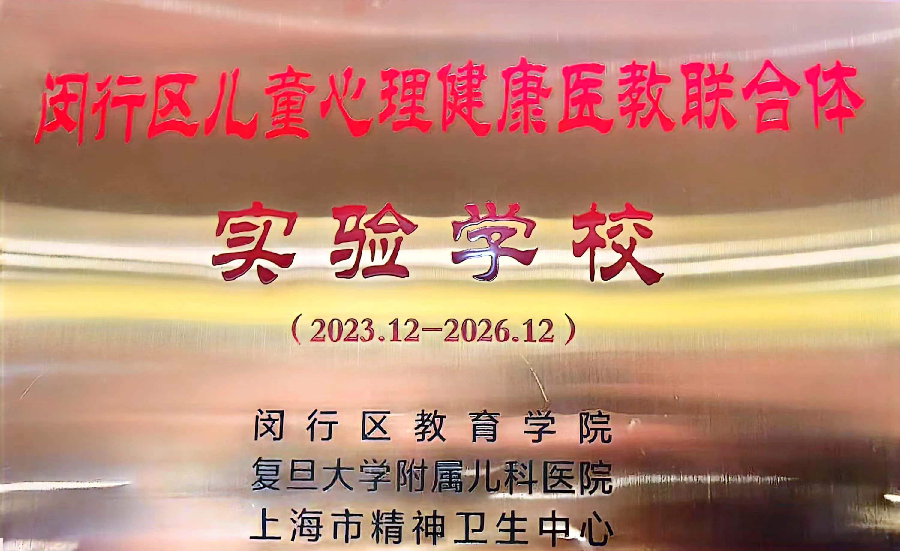 闵行区儿童心理健康医教联合体
实验学校
（2023.12-2026.12）
闵行区教育学院
复旦大学附属儿科医院
上海市精神卫生中心